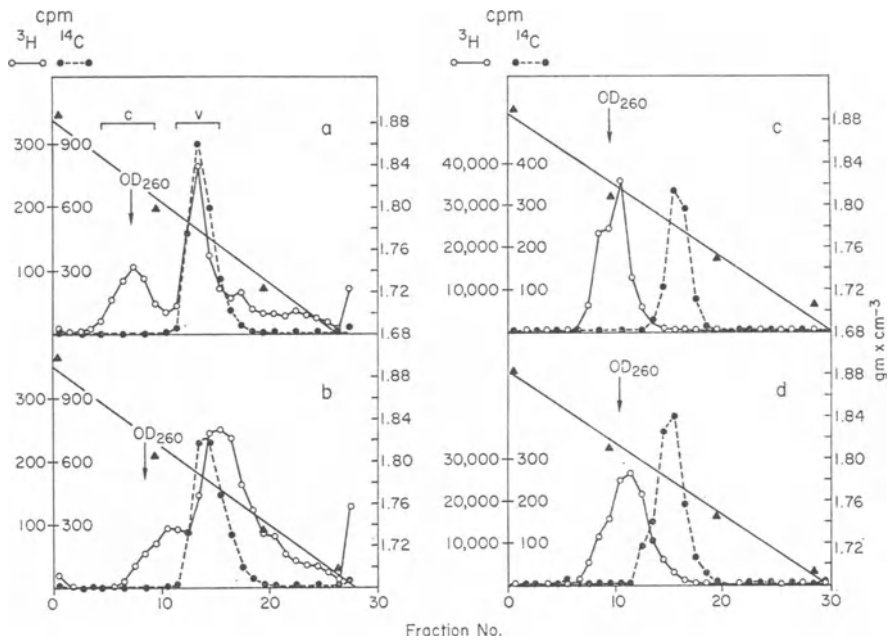 cpm
³H ¹⁴C
300 900
200 600
100 300
c
v
a
OD₂₆₀
1.88
1.84
1.80
1.76
1.72
1.68
200 900
200 600
100 300
b
OD₂₆₀
1.88
1.84
1.80
1.76
1.72
0 10 20 30
cpm
³H ¹⁴C
40,000 400
30,000 300
20,000 200
10,000 100
c
OD₂₆₀
1.88
1.84
1.80
1.76
1.72
1.68
30,000 300
20,000 200
10,000 100
d
OD₂₆₀
1.88
1.84
1.80
1.76
1.72
1.68
0 10 20 30
gm x cm⁻³
Fraction No.